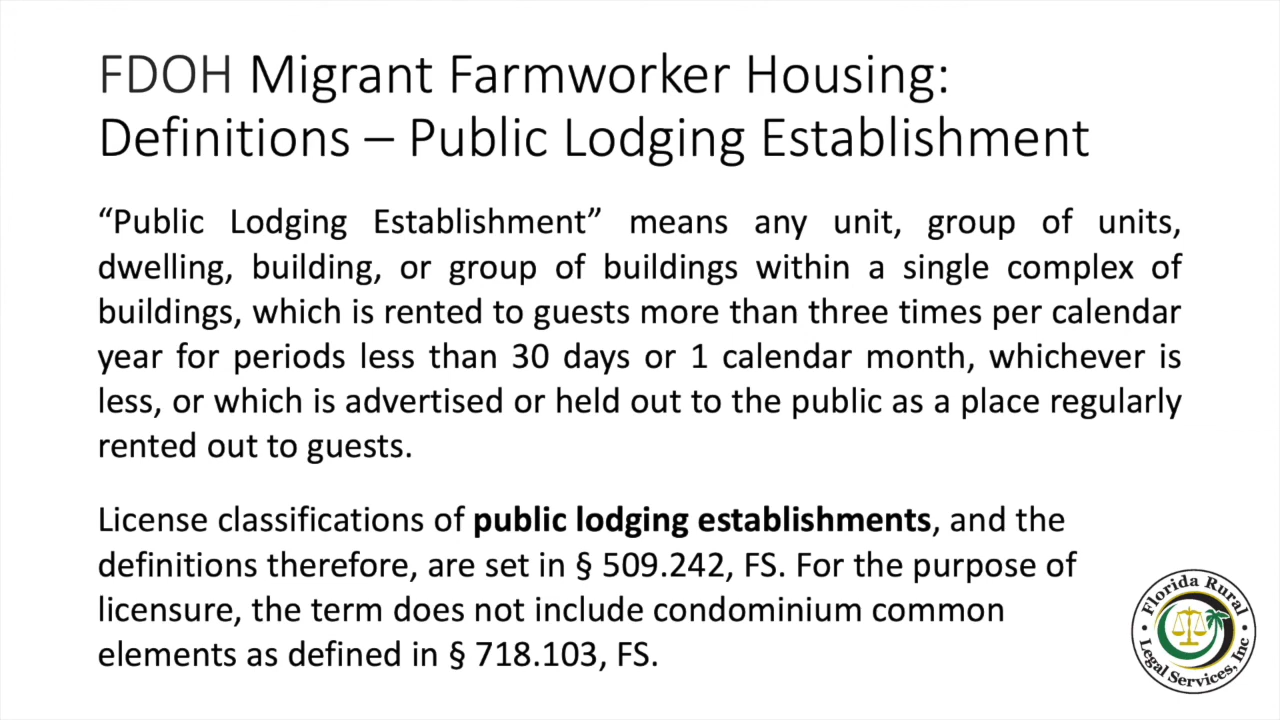 FDOH Migrant Farmworker Housing:
Definitions – Public Lodging Establishment
“Public Lodging Establishment” means any unit, group of units,
dwelling, building, or group of buildings within a single complex of
buildings, which is rented to guests more than three times per calendar
year for periods less than 30 days or 1 calendar month, whichever is
less, or which is advertised or held out to the public as a place regularly
rented out to guests.
License classifications of public lodging establishments, and the
definitions therefore, are set in § 509.242, FS. For the purpose of
licensure, the term does not include condominium common
elements as defined in § 718.103, FS.
Florida Rural
Legal Services, Inc